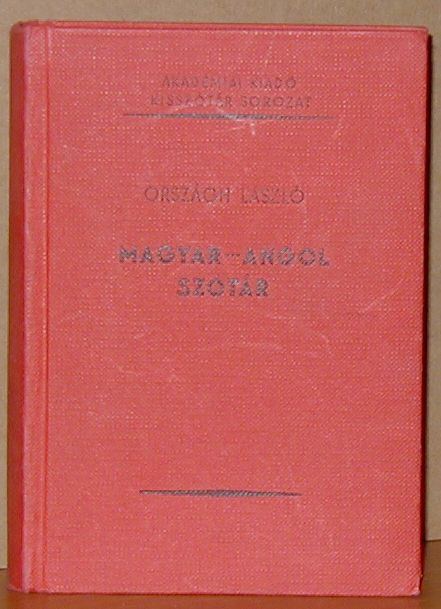 AKADÉMIAI KIADÓ
KISSZÓTÁR SOROZAT
ORSZÁGH LÁSZLÓ
MAGYAR–ANGOL
SZÓTÁR